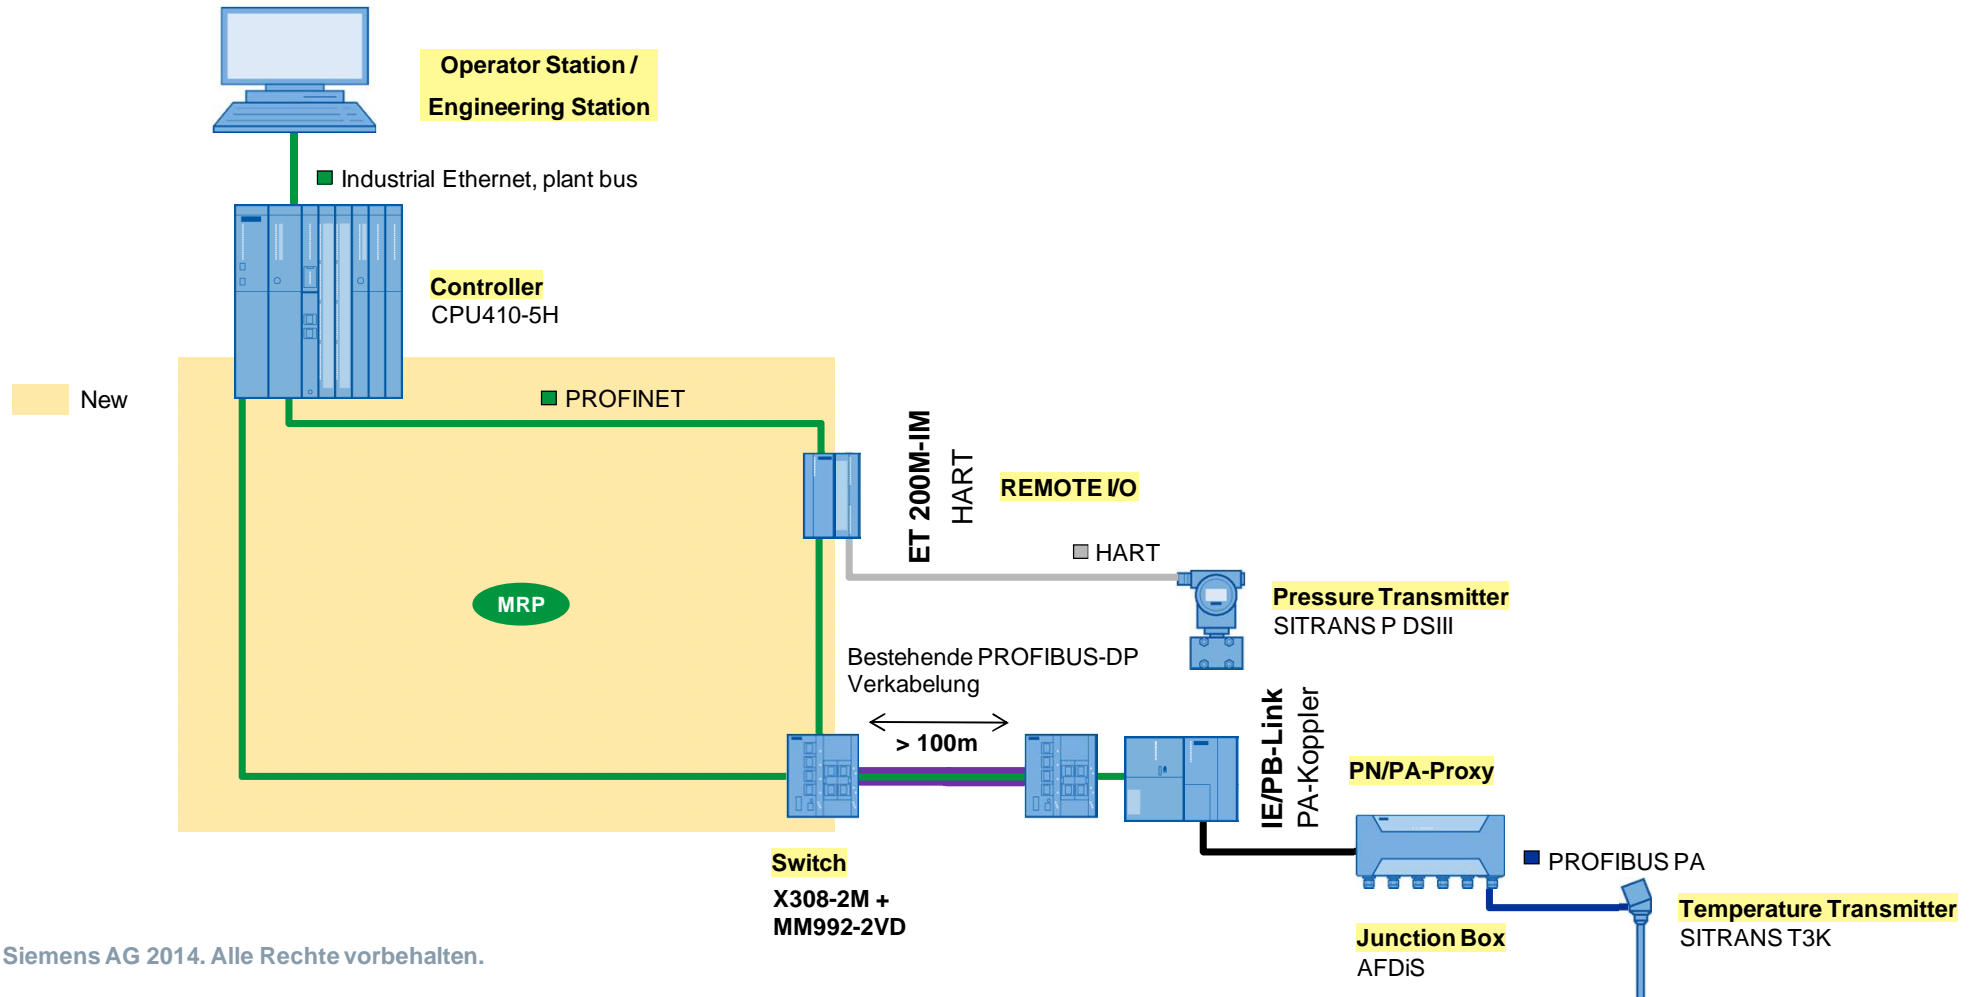 Operator Station /
Engineering Station
Industrial Ethernet, plant bus
Controller
CPU410-5H
New
PROFINET
ET 200M-IM
HART
REMOTE I/O
HART
MRP
Pressure Transmitter
SITRANS P DSIII
Bestehende PROFIBUS-DP
Verkabelung
> 100m
IE/PB-Link
PA-Koppler
PN/PA-Proxy
Switch
X308-2M +
MM992-2VD
PROFIBUS PA
Temperature Transmitter
SITRANS T3K
Junction Box
AFDiS
Siemens AG 2014. Alle Rechte vorbehalten.